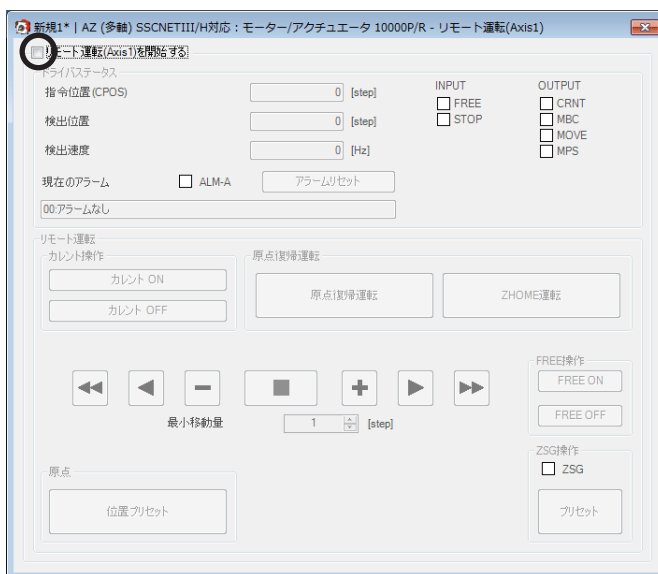 新規1* | AZ (多軸) SSCNETIII/H対応 : モーター/アクチュエータ 10000P/R - リモート運転(Axis1)
リモート運転(Axis1)を開始する
ドライバステータス
指令位置(CPOS) 0 [step]
検出位置 0 [step]
検出速度 0 [Hz]
INPUT
FREE
STOP
OUTPUT
CRNT
MBC
MOVE
MPS
現在のアラーム ALM-A アラームリセット
00:アラームなし
リモート運転
カレント操作
カレント ON
カレント OFF
原点復帰運転
原点復帰運転 ZHOME運転
最小移動量 1 [step]
FREE操作
FREE ON
FREE OFF
原点
位置プリセット
ZSG操作
ZSG
プリセット